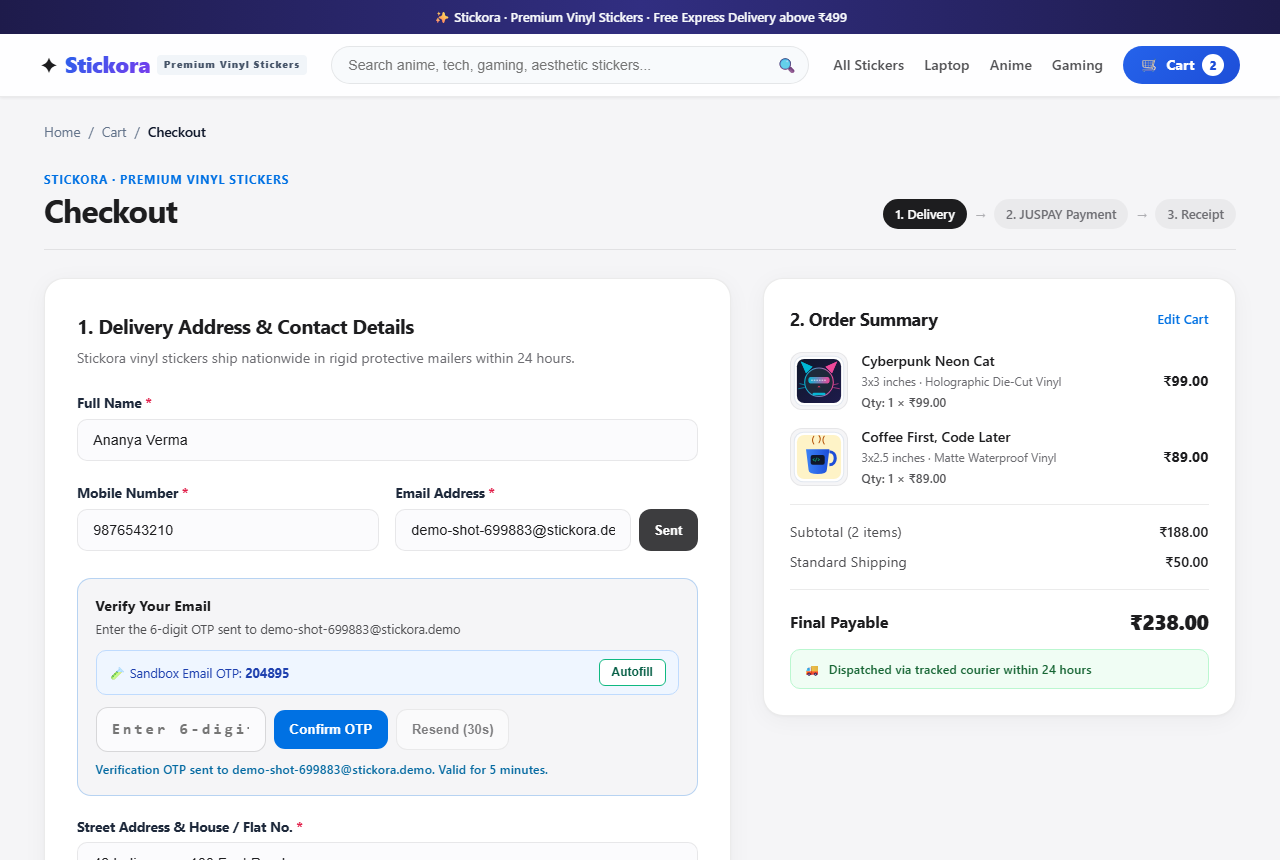 ✨ Stickora · Premium Vinyl Stickers · Free Express Delivery above ₹499
✦ Stickora Premium Vinyl Stickers
Search anime, tech, gaming, aesthetic stickers...
All Stickers Laptop Anime Gaming
Cart 2
Home / Cart / Checkout
STICKORA · PREMIUM VINYL STICKERS
Checkout
1. Delivery → 2. JUSPAY Payment → 3. Receipt
1. Delivery Address & Contact Details
Stickora vinyl stickers ship nationwide in rigid protective mailers within 24 hours.
Full Name *
Ananya Verma
Mobile Number *
9876543210
Email Address *
demo-shot-699883@stickora.de
Sent
Verify Your Email
Enter the 6-digit OTP sent to demo-shot-699883@stickora.demo
Sandbox Email OTP: 204895
Autofill
Enter 6-digi
Confirm OTP
Resend (30s)
Verification OTP sent to demo-shot-699883@stickora.demo. Valid for 5 minutes.
Street Address & House / Flat No. *
2. Order Summary
Edit Cart
Cyberpunk Neon Cat
3x3 inches · Holographic Die-Cut Vinyl
Qty: 1 × ₹99.00
₹99.00
Coffee First, Code Later
3x2.5 inches · Matte Waterproof Vinyl
Qty: 1 × ₹89.00
₹89.00
Subtotal (2 items) ₹188.00
Standard Shipping ₹50.00
Final Payable ₹238.00
Dispatched via tracked courier within 24 hours